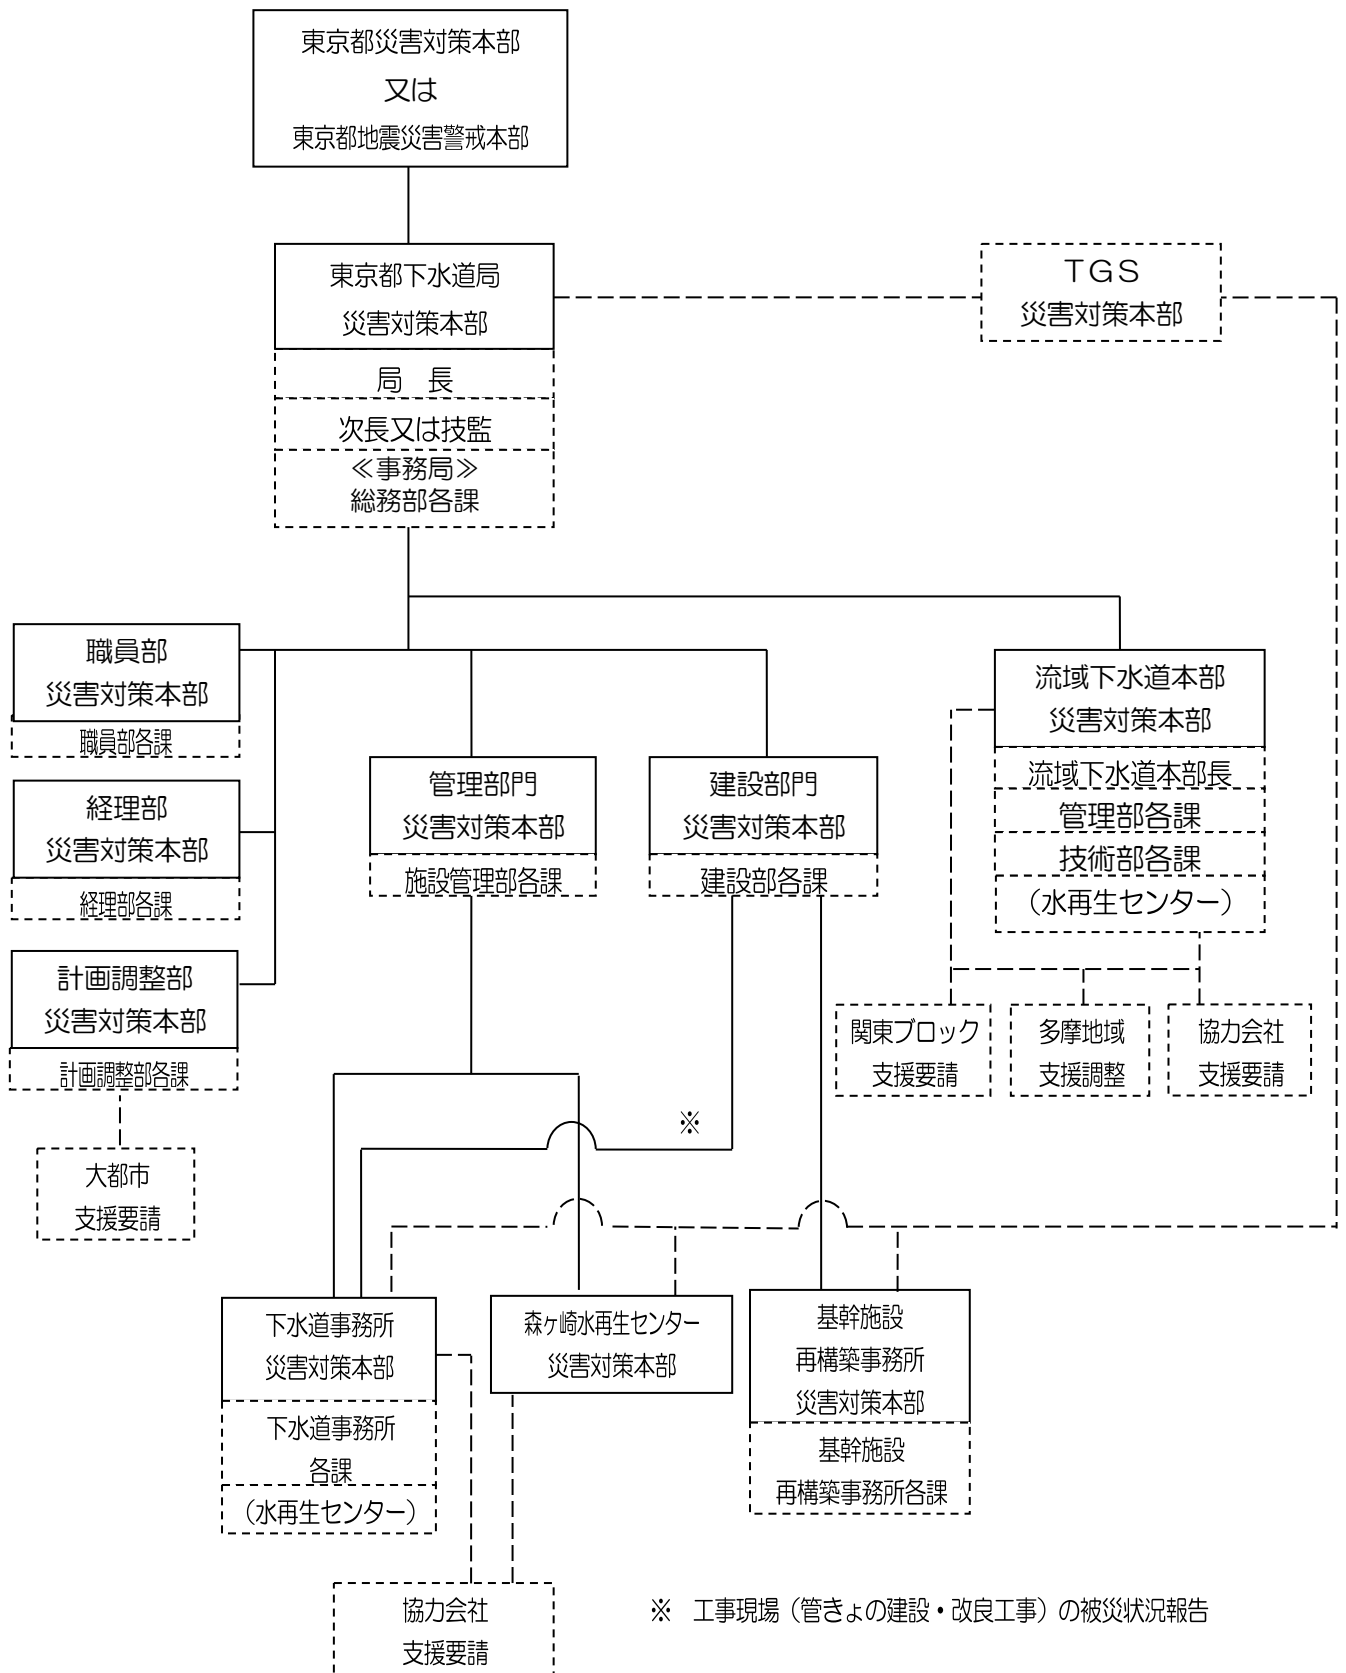 東京都災害対策本部
又は
東京都地震災害警戒本部
東京都下水道局
災害対策本部
局　長
次長又は技監
≪事務局≫
総務部各課
ＴＧＳ
災害対策本部
職員部
災害対策本部
職員部各課
経理部
災害対策本部
経理部各課
計画調整部
災害対策本部
計画調整部各課
大都市
支援要請
管理部門
災害対策本部
施設管理部各課
建設部門
災害対策本部
建設部各課
流域下水道本部
災害対策本部
流域下水道本部長
管理部各課
技術部各課
（水再生センター）
関東ブロック
支援要請
多摩地域
支援調整
協力会社
支援要請
※
下水道事務所
災害対策本部
下水道事務所
各課
（水再生センター）
森ヶ崎水再生センター
災害対策本部
基幹施設
再構築事務所
災害対策本部
基幹施設
再構築事務所各課
協力会社
支援要請
※　工事現場（管きょの建設・改良工事）の被災状況報告